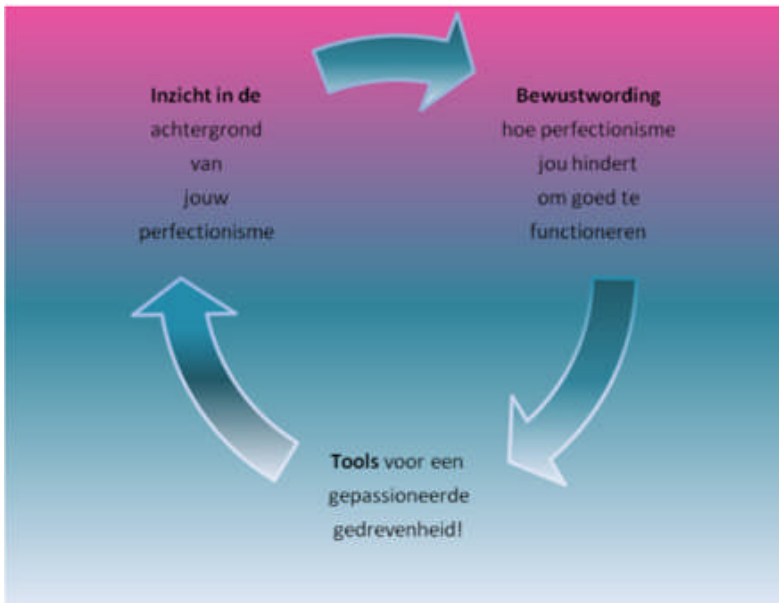 Inzicht in de
achtergrond
van
jouw
perfectionisme
Bewustwording
hoe perfectionisme
jou hindert
om goed te
functioneren
Tools voor een
gepassioneerde
gedrevenheid!